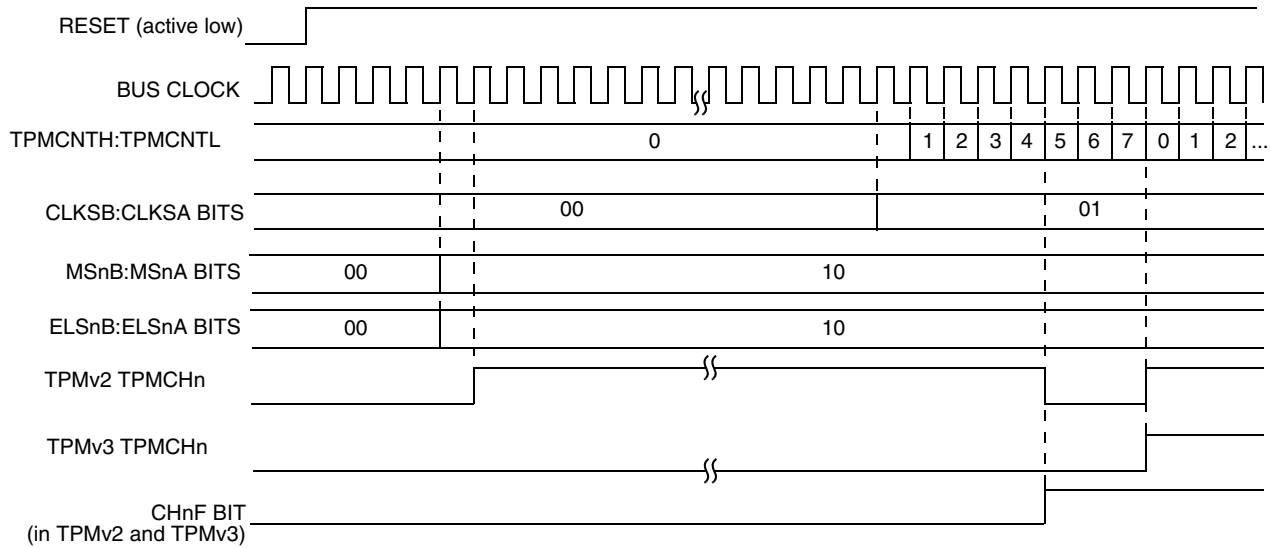 RESET (active low)
BUS CLOCK
TPMCNTH:TPMCNTL
0
1 2 3 4 5 6 7 0 1 2 ...
CLKSB:CLKSA BITS
00
01
MSnB:MSnA BITS
00
10
ELSnB:ELSnA BITS
00
10
TPMv2 TPMCHn
TPMv3 TPMCHn
CHnF BIT
(in TPMv2 and TPMv3)